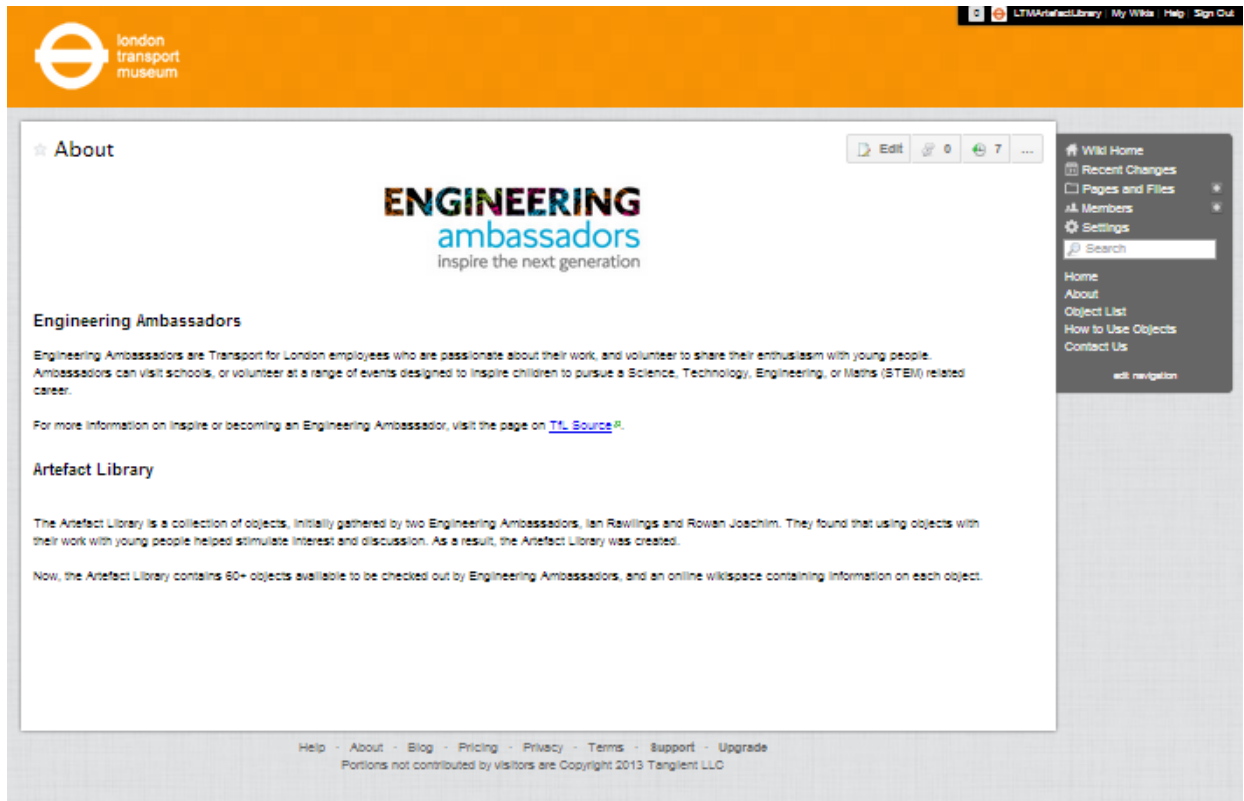 0 LTMArtefactLibrary | My Wikis | Help | Sign Out
london
transport
museum
About
Edit 0 7 ...
ENGINEERING
ambassadors
inspire the next generation
Engineering Ambassadors
Engineering Ambassadors are Transport for London employees who are passionate about their work, and volunteer to share their enthusiasm with young people.
Ambassadors can visit schools, or volunteer at a range of events designed to inspire children to pursue a Science, Technology, Engineering, or Maths (STEM) related
career.
For more information on Inspire or becoming an Engineering Ambassador, visit the page on TfL Source.
Artefact Library
The Artefact Library is a collection of objects, initially gathered by two Engineering Ambassadors, Ian Rawlings and Rowan Joachim. They found that using objects with
their work with young people helped stimulate interest and discussion. As a result, the Artefact Library was created.
Now, the Artefact Library contains 60+ objects available to be checked out by Engineering Ambassadors, and an online wikispace containing information on each object.
Wiki Home
Recent Changes
Pages and Files
Members
Settings
Search
Home
About
Object List
How to Use Objects
Contact Us
edit navigation
Help - About - Blog - Pricing - Privacy - Terms - Support - Upgrade
Portions not contributed by visitors are Copyright 2013 Tangient LLC